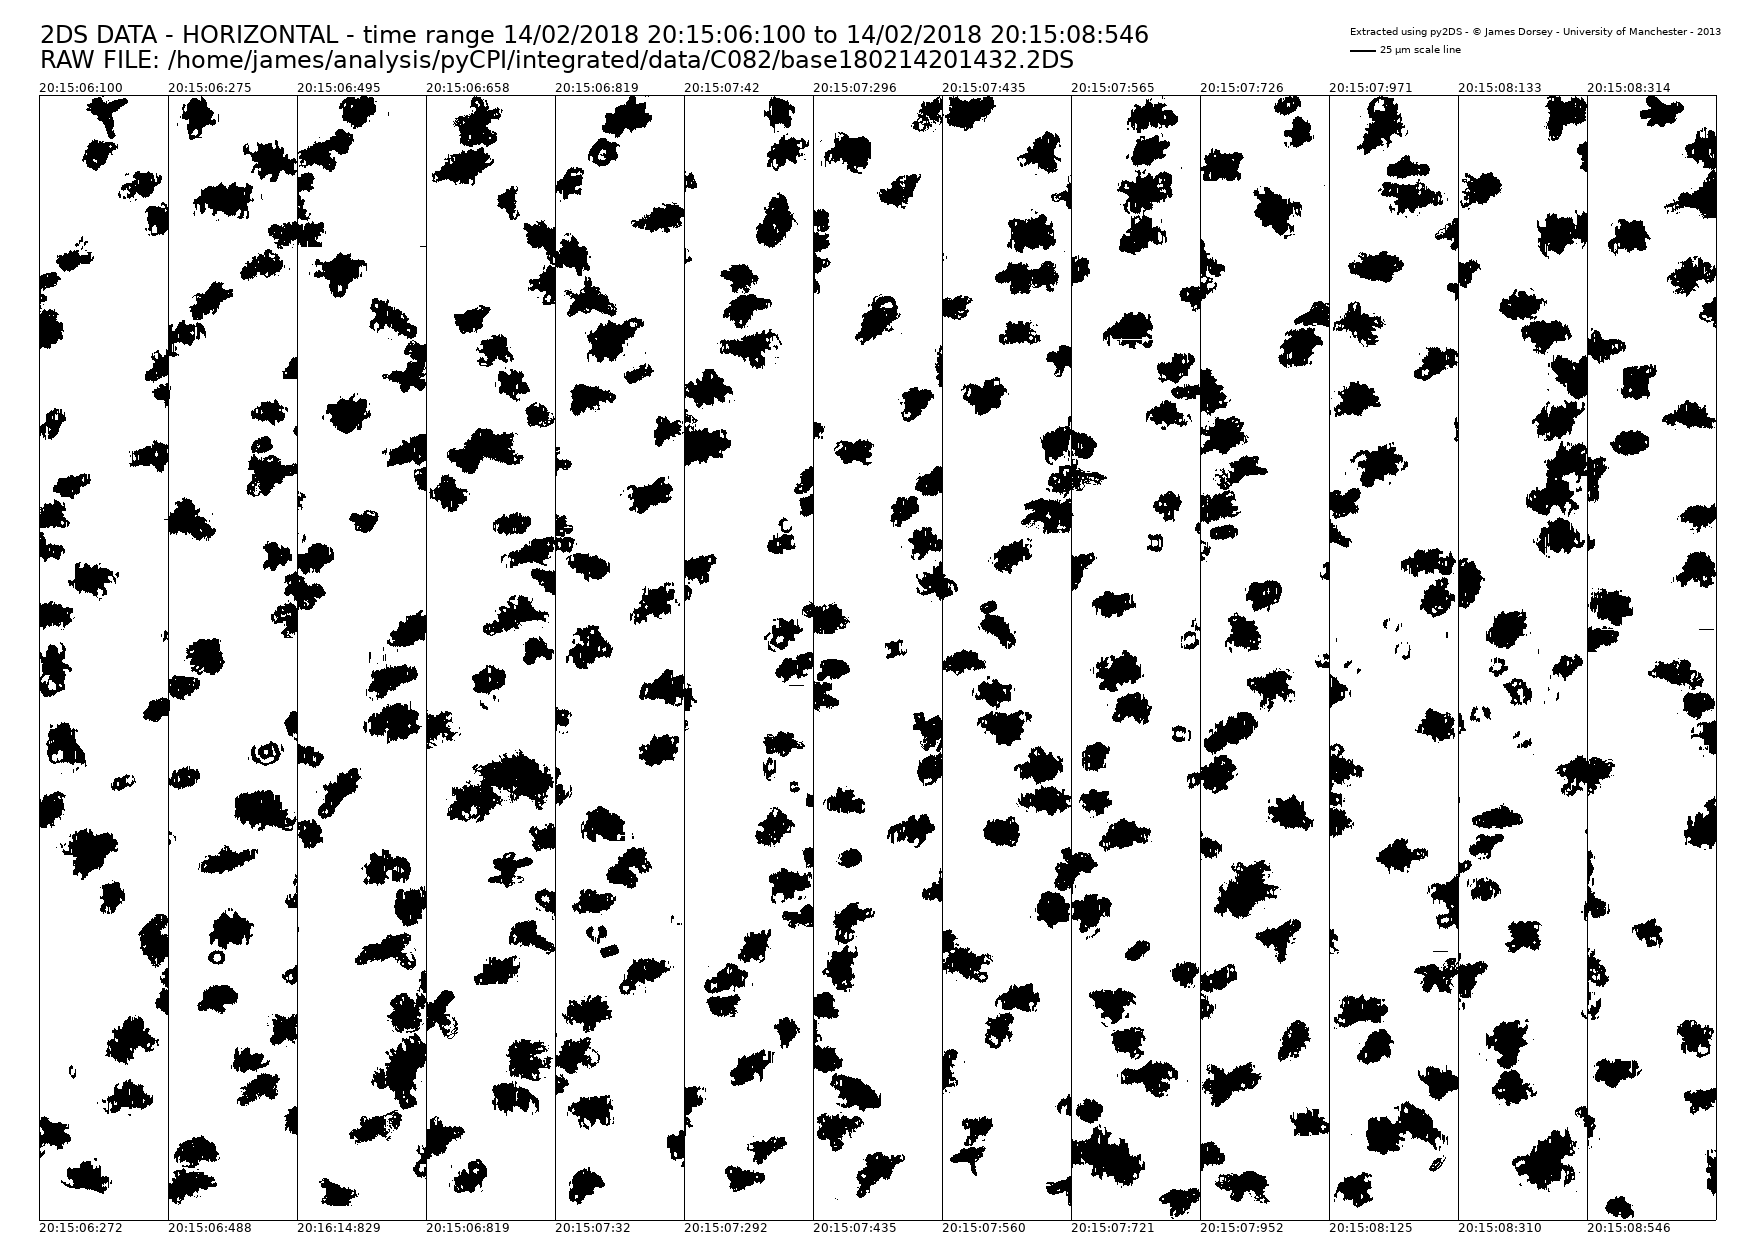 2DS DATA - HORIZONTAL - time range 14/02/2018 20:15:06:100 to 14/02/2018 20:15:08:546
RAW FILE: /home/james/analysis/pyCPI/integrated/data/C082/base180214201432.2DS
Extracted using py2DS - © James Dorsey - University of Manchester - 2013
25 µm scale line
20:15:06:100 20:15:06:275 20:15:06:495 20:15:06:658 20:15:06:819 20:15:07:42 20:15:07:296 20:15:07:435 20:15:07:565 20:15:07:726 20:15:07:971 20:15:08:133 20:15:08:314
20:15:06:272 20:15:06:488 20:16:14:829 20:15:06:819 20:15:07:32 20:15:07:292 20:15:07:435 20:15:07:560 20:15:07:721 20:15:07:952 20:15:08:125 20:15:08:310 20:15:08:546